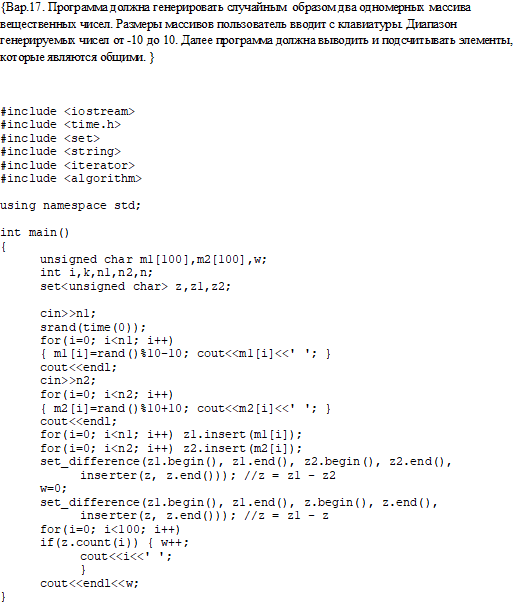 {Вар.17. Программа должна генерировать случайным образом два одномерных массива
вещественных чисел. Размеры массивов пользователь вводит с клавиатуры. Диапазон
генерируемых чисел от -10 до 10. Далее программа должна выводить и подсчитывать элементы,
которые являются общими. }
#include <iostream>
#include <time.h>
#include <set>
#include <string>
#include <iterator>
#include <algorithm>
using namespace std;
int main()
{
unsigned char m1[100],m2[100],w;
int i,k,n1,n2,n;
set<unsigned char> z,z1,z2;
cin>>n1;
srand(time(0));
for(i=0; i<n1; i++)
{ m1[i]=rand()%10-10; cout<<m1[i]<<' '; }
cout<<endl;
cin>>n2;
for(i=0; i<n2; i++)
{ m2[i]=rand()%10+10; cout<<m2[i]<<' '; }
cout<<endl;
for(i=0; i<n1; i++) z1.insert(m1[i]);
for(i=0; i<n2; i++) z2.insert(m2[i]);
set_difference(z1.begin(), z1.end(), z2.begin(), z2.end(),
inserter(z, z.end())); //z = z1 - z2
w=0;
set_difference(z1.begin(), z1.end(), z.begin(), z.end(),
inserter(z, z.end())); //z = z1 - z
for(i=0; i<100; i++)
if(z.count(i)) { w++;
cout<<i<<' ';
}
cout<<endl<<w;
}